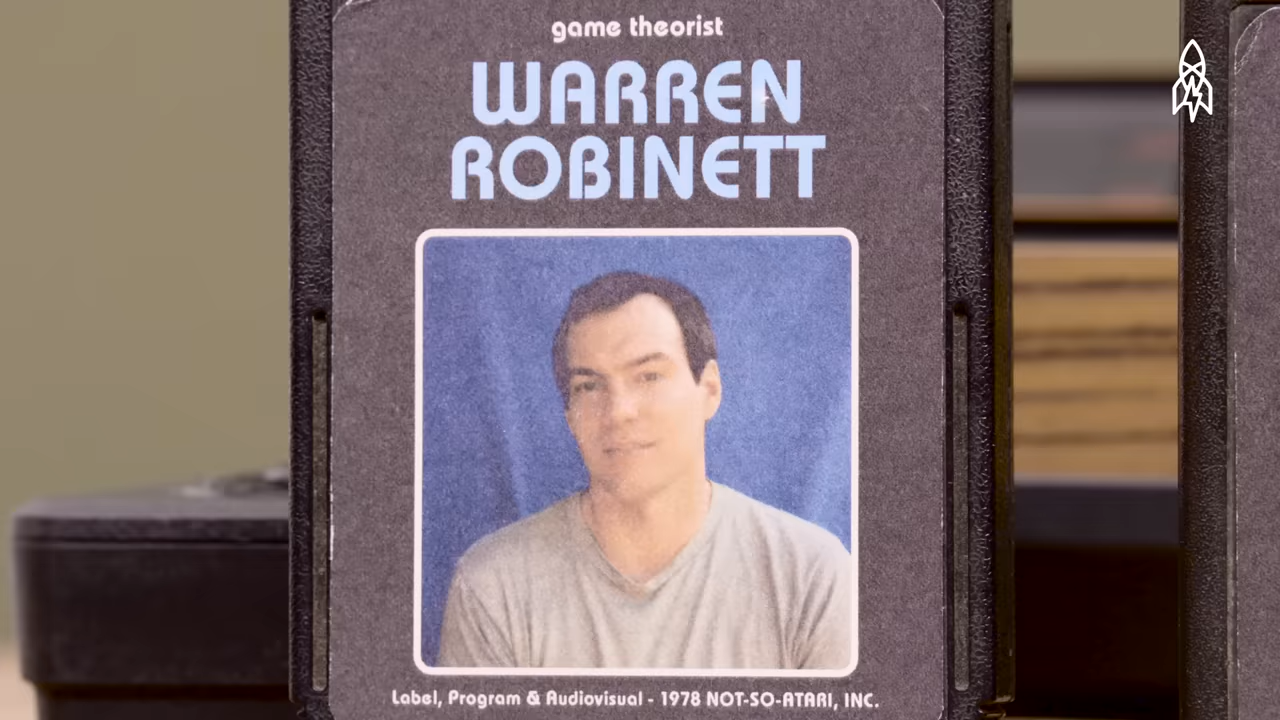 game theorist
WARREN
ROBINETT
Label, Program & Audiovisual - 1978 NOT-SO-ATARI, INC.